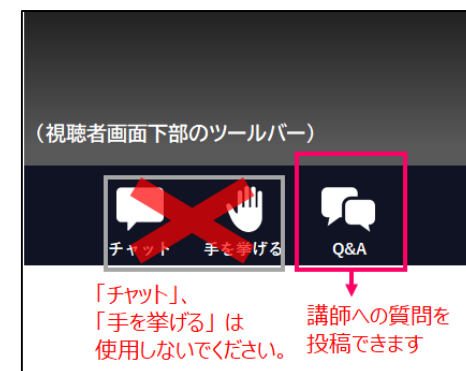 （視聴者画面下部のツールバー）
チャット 手を挙げる Q&A
「チャット」、
「手を挙げる」は
使用しないでください。
講師への質問を
投稿できます